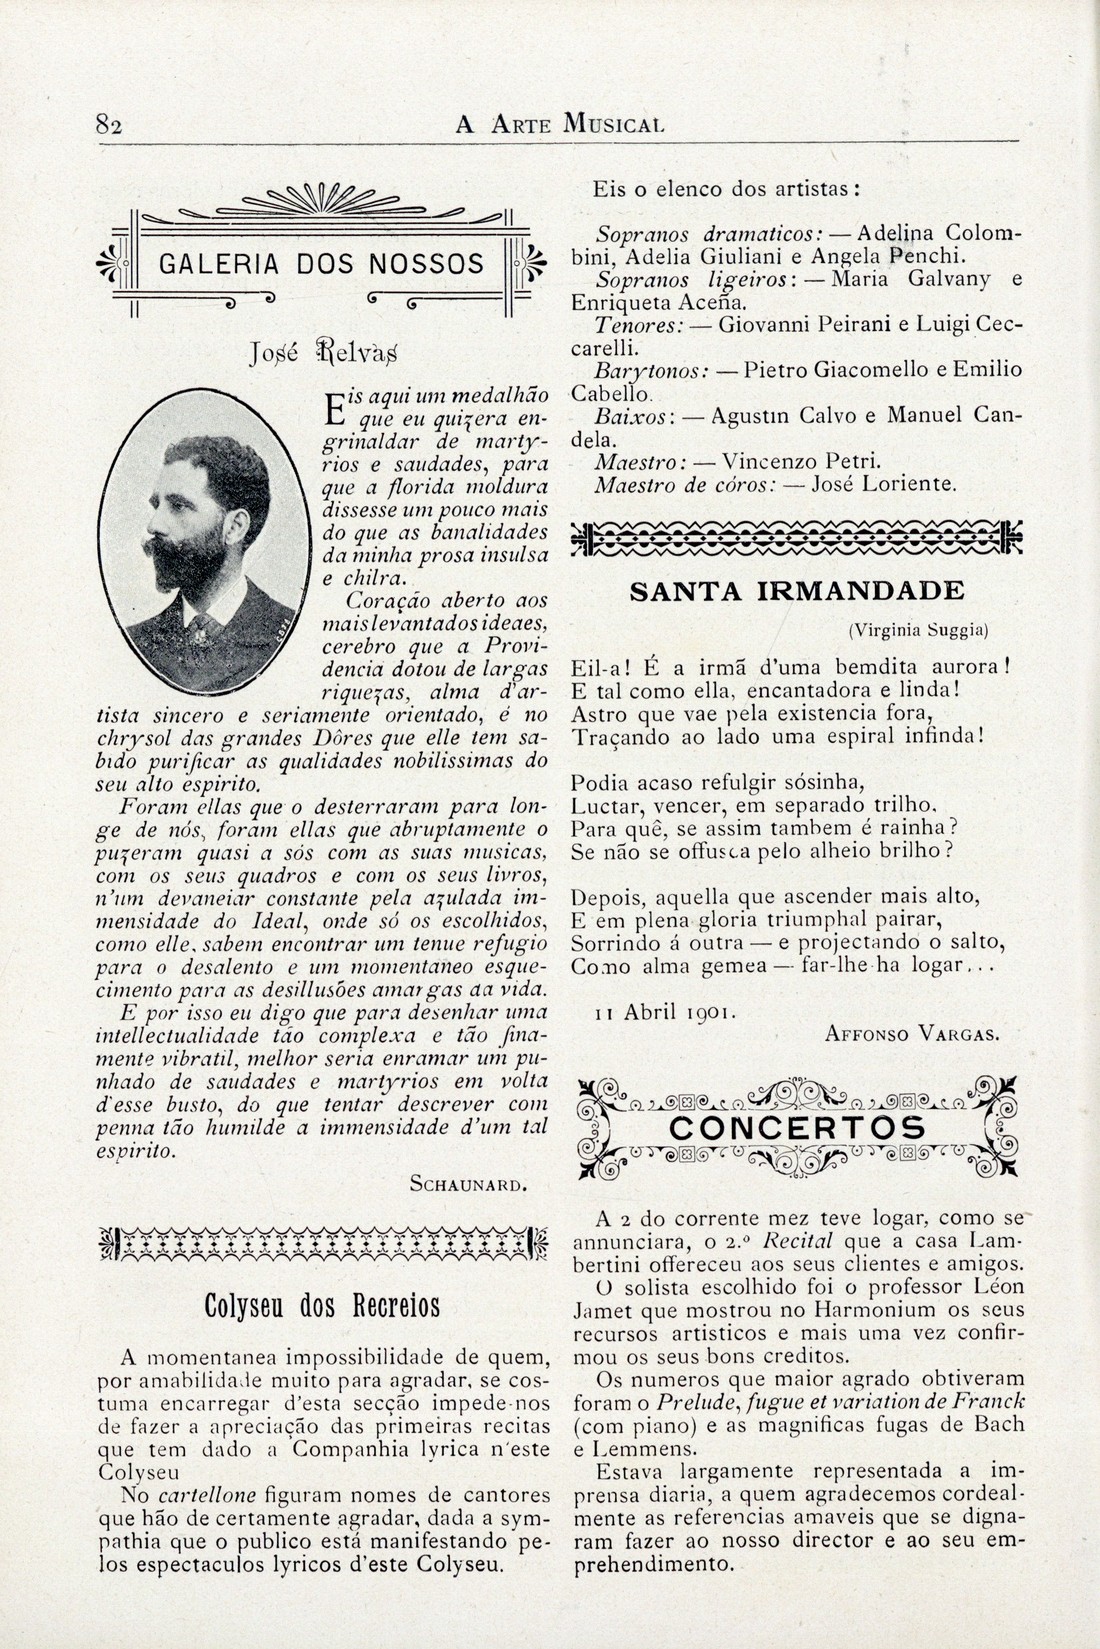 82
A ARTE MUSICAL
GALERIA DOS NOSSOS
José Relvas
Eis aqui um medalhão
que eu quizera en-
grinaldar de marty-
rios e saudades, para
que a florida moldura
dissesse um pouco mais
do que as banalidades
da minha prosa insulsa
e chilra.
Coração aberto aos
mais levantados ideaes,
cerebro que a Provi-
dencia dotou de largas
riquezas, alma d'ar-
tista sincero e seriamente orientado, é no
chrysol das grandes Dôres que elle tem sa-
bido purificar as qualidades nobilissimas do
seu alto espirito.
Foram ellas que o desterraram para lon-
ge de nós, foram ellas que abruptamente o
puzeram quasi a sós com as suas musicas,
com os seus quadros e com os seus livros,
n'um devaneiar constante pela azulada im-
mensidade do Ideal, onde só os escolhidos,
como elle, sabem encontrar um tenue refugio
para o desalento e um momentaneo esque-
cimento para as desillusões amargas da vida.
E por isso eu digo que para desenhar uma
intellectualidade tão complexa e tão fina-
mente vibratil, melhor seria enramar um pu-
nhado de saudades e martyrios em volta
d'esse busto, do que tentar descrever com
penna tão humilde a immensidade d'um tal
espirito.
SCHAUNARD.
Colyseu dos Recreios
A momentanea impossibilidade de quem,
por amabilidade muito para agradar, se cos-
tuma encarregar d'esta secção impede-nos
de fazer a apreciação das primeiras recitas
que tem dado a Companhia lyrica n'este
Colyseu
No cartellone figuram nomes de cantores
que hão de certamente agradar, dada a sym-
pathia que o publico está manifestando pe-
los espectaculos lyricos d'este Colyseu.
Eis o elenco dos artistas:
Sopranos dramaticos: — Adelina Colom-
bini, Adelia Giuliani e Angela Penchi.
Sopranos ligeiros: — Maria Galvany e
Enriqueta Aceña.
Tenores: — Giovanni Peirani e Luigi Cec-
carelli.
Barytonos: — Pietro Giacomello e Emilio
Cabello.
Baixos: — Agustin Calvo e Manuel Can-
dela.
Maestro: — Vincenzo Petri.
Maestro de córos: — José Loriente.
SANTA IRMANDADE
(Virginia Suggia)
Eil-a! É a irmã d'uma bemdita aurora!
E tal como ella, encantadora e linda!
Astro que vae pela existencia fora,
Traçando ao lado uma espiral infinda!
Podia acaso refulgir sósinha,
Luctar, vencer, em separado trilho.
Para quê, se assim tambem é rainha?
Se não se offusca pelo alheio brilho?
Depois, aquella que ascender mais alto,
E em plena gloria triumphal pairar,
Sorrindo á outra — e projectando o salto,
Como alma gemea — far-lhe-ha logar...
11 Abril 1901.
AFFONSO VARGAS.
CONCERTOS
A 2 do corrente mez teve logar, como se
annunciara, o 2.º Recital que a casa Lam-
bertini offereceu aos seus clientes e amigos.
O solista escolhido foi o professor Léon
Jamet que mostrou no Harmonium os seus
recursos artisticos e mais uma vez confir-
mou os seus bons creditos.
Os numeros que maior agrado obtiveram
foram o Prelude, fugue et variation de Franck
(com piano) e as magnificas fugas de Bach
e Lemmens.
Estava largamente representada a im-
prensa diaria, a quem agradecemos cordeal-
mente as referencias amaveis que se digna-
ram fazer ao nosso director e ao seu em-
prehendimento.